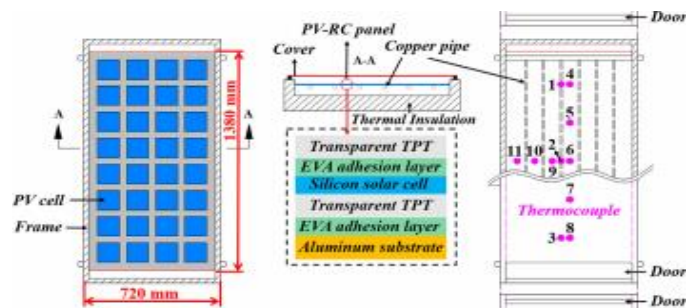 A
A
PV cell
Frame
1380 mm
720 mm
PV-RC panel
Cover
A-A
Copper pipe
Thermal Insulation
Transparent TPT
EVA adhesion layer
Silicon solar cell
Transparent TPT
EVA adhesion layer
Aluminum substrate
Door
4
1
5
11 10 2 6
9
7
Thermocouple
8
3
Door
Door